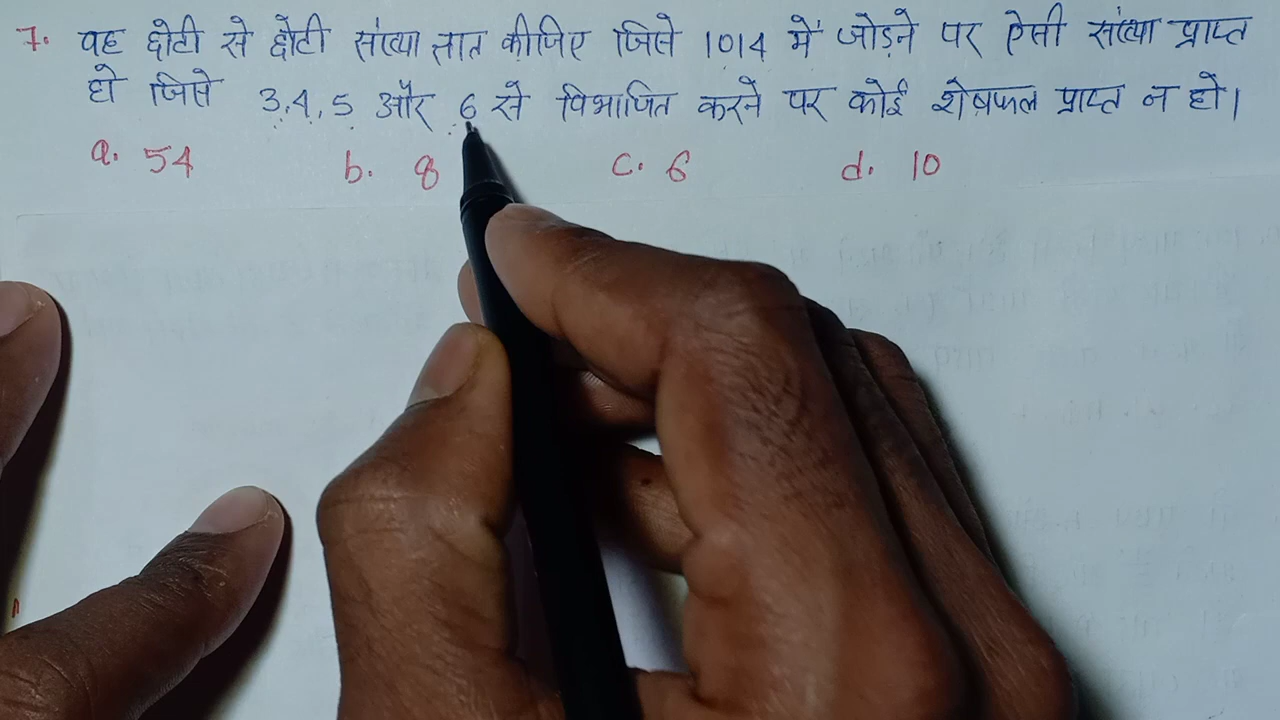 7. वह छोटी से छोटी संख्या ज्ञात कीजिए जिसे 1014 में जोड़ने पर ऐसी संख्या प्राप्त
हो जिसे 3,4,5 और 6 से विभाजित करने पर कोई शेषफल प्राप्त न हो।
a. 54 b. 8 c. 6 d. 10